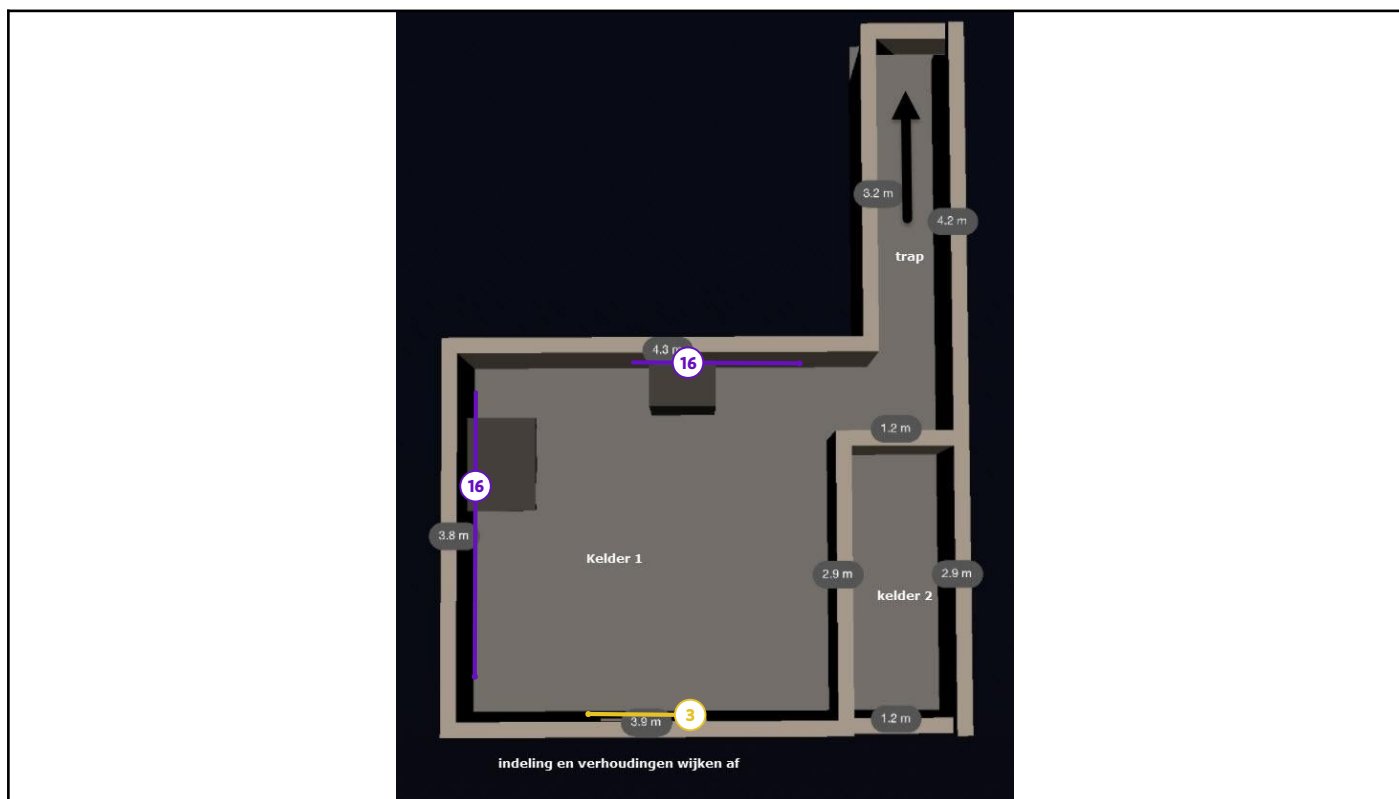 3.2 m
4.2 m
trap
4.3 m
16
1.2 m
16
3.8 m
Kelder 1
2.9 m
2.9 m
kelder 2
3
3.9 m
1.2 m
indeling en verhoudingen wijken af